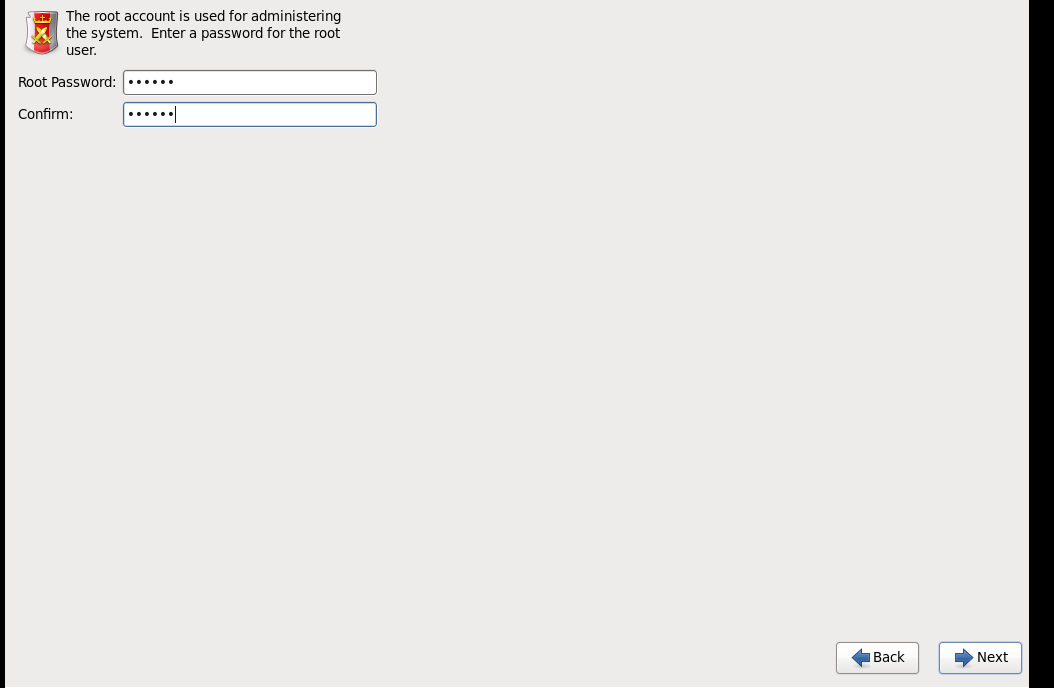 The root account is used for administering
the system.  Enter a password for the root
user.
Root Password: ••••••
Confirm: ••••••
Back Next